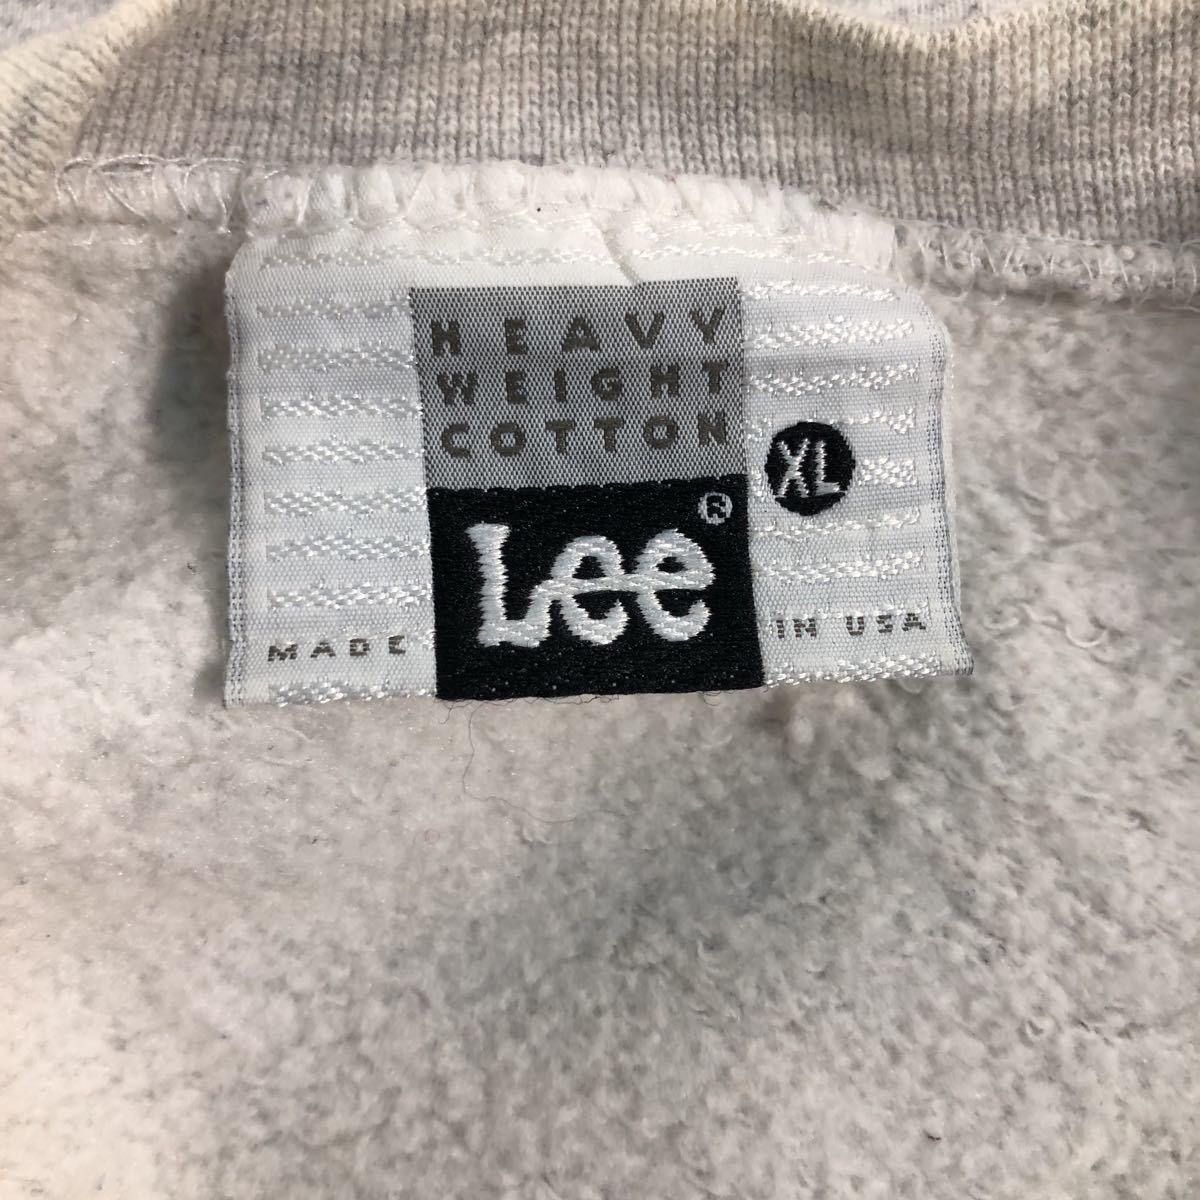 HEAVY
WEIGHT
COTTON
XL
Lee®
MADE IN USA